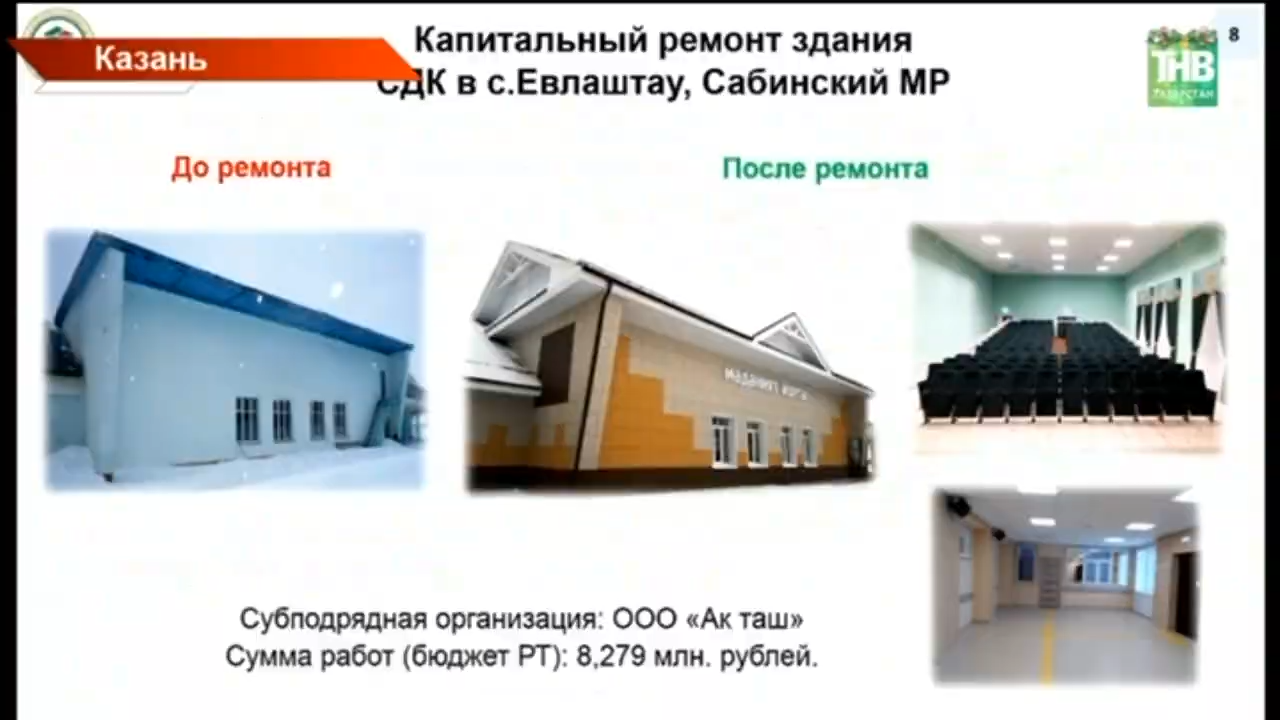 Казань
Капитальный ремонт здания
СДК в с.Евлаштау, Сабинский МР
8
ТНВ
ТАТАРСТАН
До ремонта
После ремонта
Мәдәният йорты
Субподрядная организация: ООО «Ак таш»
Сумма работ (бюджет РТ): 8,279 млн. рублей.